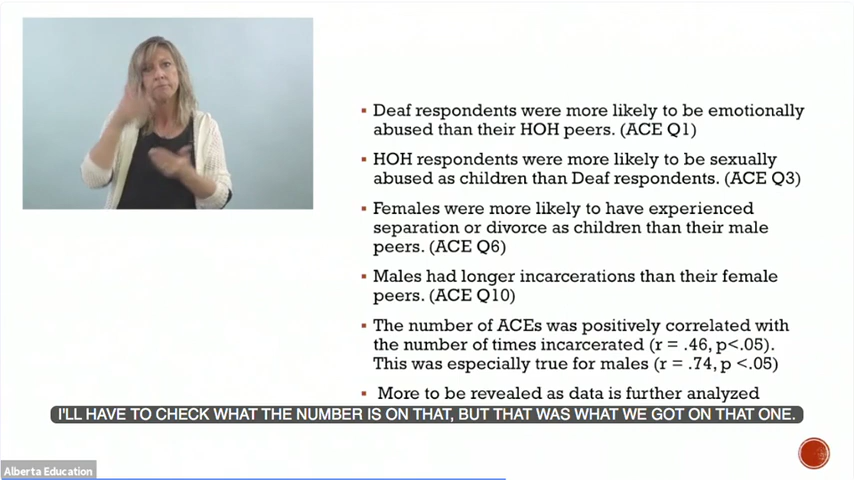 ▪ Deaf respondents were more likely to be emotionally
abused than their HOH peers. (ACE Q1)
▪ HOH respondents were more likely to be sexually
abused as children than Deaf respondents. (ACE Q3)
▪ Females were more likely to have experienced
separation or divorce as children than their male
peers. (ACE Q6)
▪ Males had longer incarcerations than their female
peers. (ACE Q10)
▪ The number of ACEs was positively correlated with
the number of times incarcerated (r = .46, p<.05).
This was especially true for males (r = .74, p <.05)
▪ More to be revealed as data is further analyzed
I'LL HAVE TO CHECK WHAT THE NUMBER IS ON THAT, BUT THAT WAS WHAT WE GOT ON THAT ONE.
Alberta Education